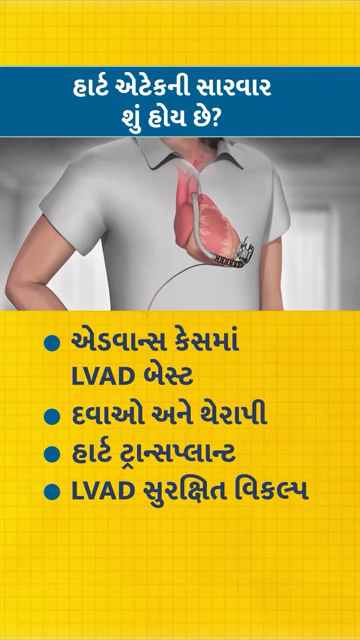 હાર્ટ એટેકની સારવાર
શું હોય છે?
એડવાન્સ કેસમાં
LVAD બેસ્ટ
દવાઓ અને થેરાપી
હાર્ટ ટ્રાન્સપ્લાન્ટ
LVAD સુરક્ષિત વિકલ્પ